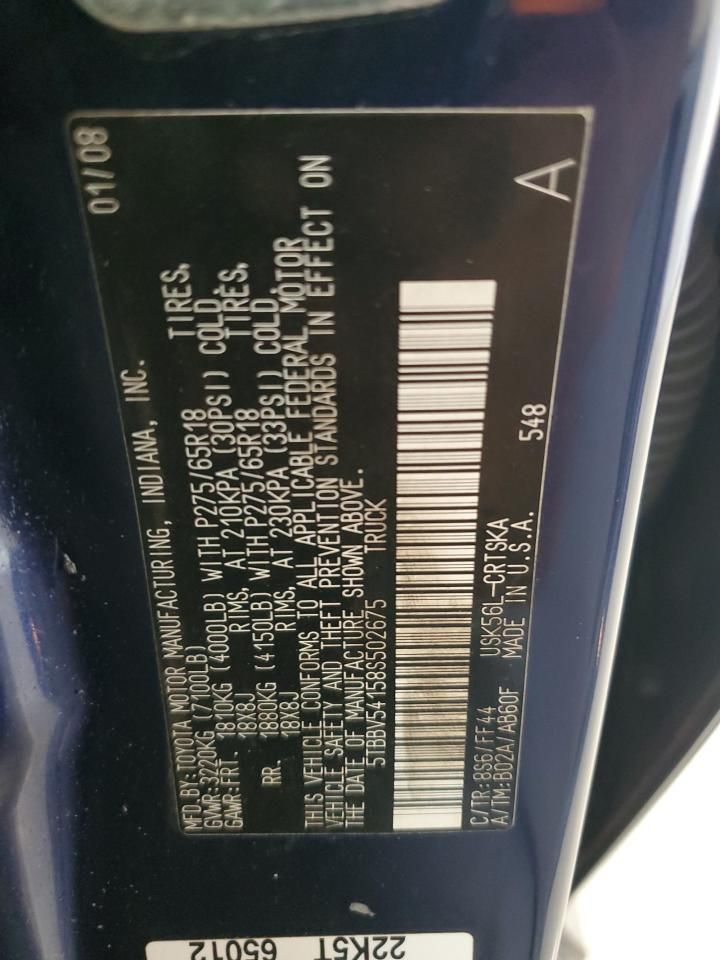 01/08
MFD.BY:TOYOTA MOTOR MANUFACTURING, INDIANA, INC.
GVWR:3220KG (7100LB)
GAWR:FRT. 1810KG (4000LB) WITH P275/65R18 TIRES,
18X8J RIMS, AT 210KPA (30PSI) COLD
RR. 1880KG (4150LB) WITH P275/65R18 TIRES,
18X8J RIMS, AT 230KPA (33PSI) COLD
THIS VEHICLE CONFORMS TO ALL APPLICABLE FEDERAL MOTOR
VEHICLE SAFETY AND THEFT PREVENTION STANDARDS IN EFFECT ON
THE DATE OF MANUFACTURE SHOWN ABOVE.
5TBBV54158S502675 TRUCK
C/TR:8S6/FF44 USK56L-CRTSKA
A/TM:B02A/AB60F MADE IN U.S.A. 548
A
22K5T
65012